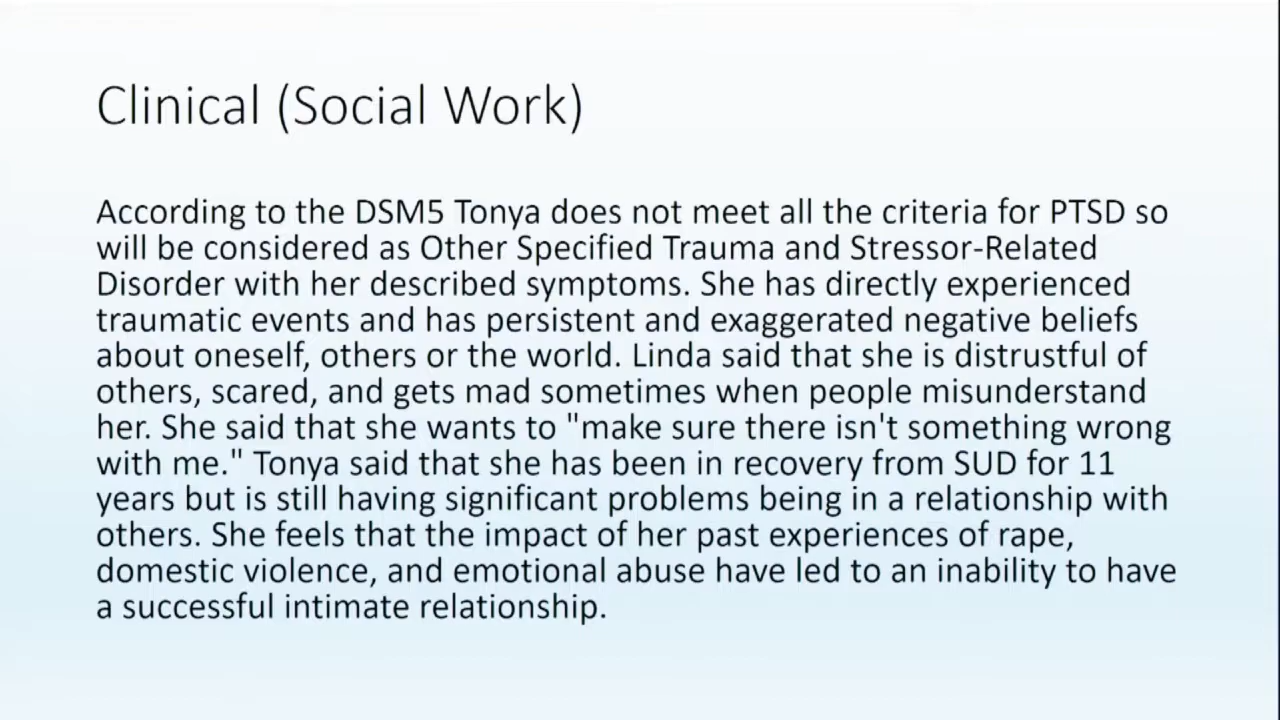 Clinical (Social Work)
According to the DSM5 Tonya does not meet all the criteria for PTSD so
will be considered as Other Specified Trauma and Stressor-Related
Disorder with her described symptoms. She has directly experienced
traumatic events and has persistent and exaggerated negative beliefs
about oneself, others or the world. Linda said that she is distrustful of
others, scared, and gets mad sometimes when people misunderstand
her. She said that she wants to "make sure there isn't something wrong
with me." Tonya said that she has been in recovery from SUD for 11
years but is still having significant problems being in a relationship with
others. She feels that the impact of her past experiences of rape,
domestic violence, and emotional abuse have led to an inability to have
a successful intimate relationship.